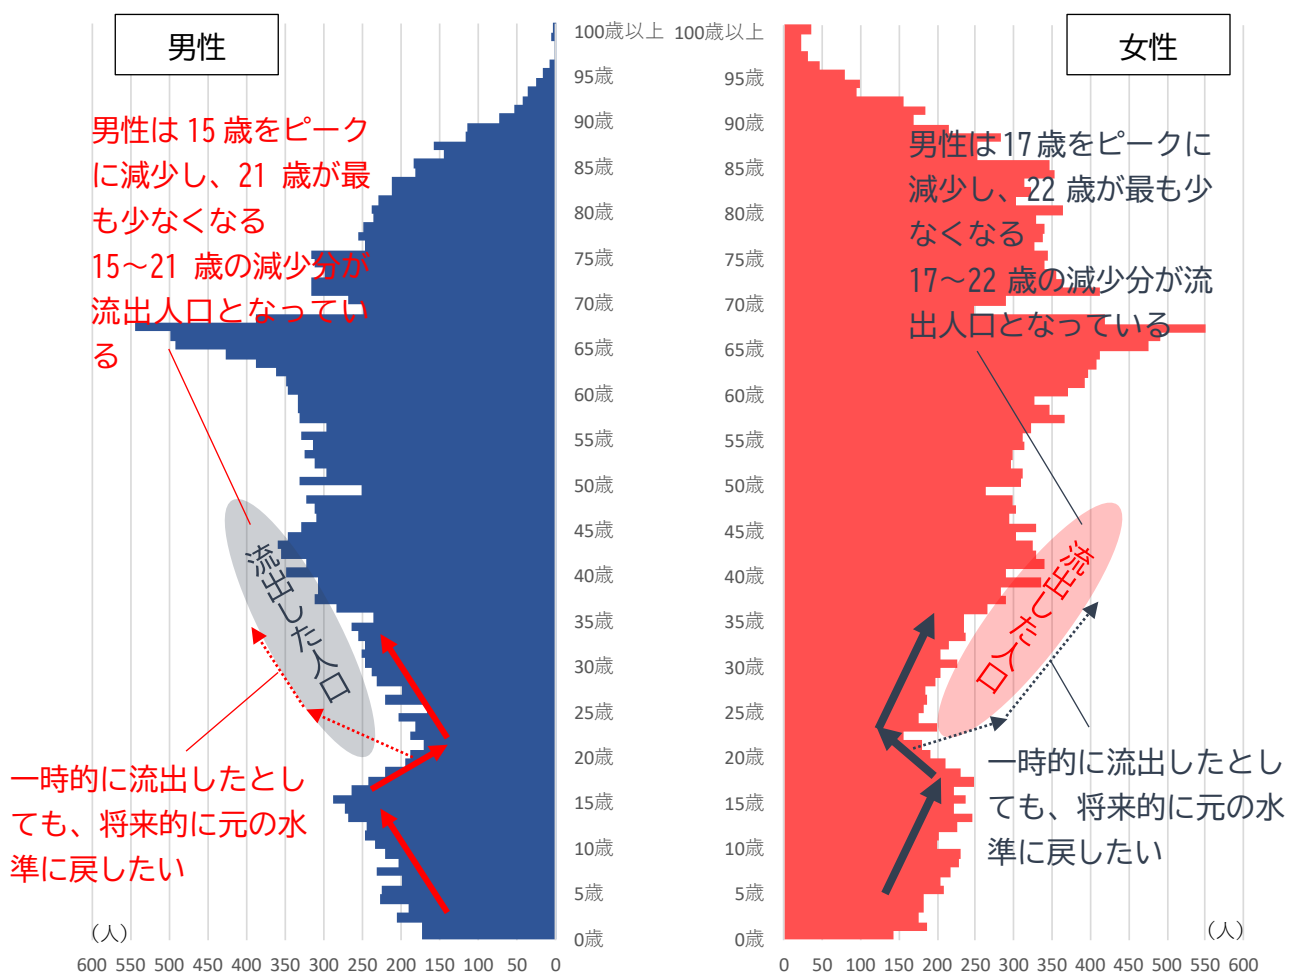 男性
女性
男性は 15 歳をピーク
に減少し、21 歳が最
も少なくなる
15～21 歳の減少分が
流出人口となってい
る
男性は 17 歳をピークに
減少し、22 歳が最も少
なくなる
17～22 歳の減少分が流
出人口となっている
流出した人口
流出した人口
一時的に流出したとし
ても、将来的に元の水
準に戻したい
一時的に流出したとし
ても、将来的に元の水
準に戻したい
100歳以上
95歳
90歳
85歳
80歳
75歳
70歳
65歳
60歳
55歳
50歳
45歳
40歳
35歳
30歳
25歳
20歳
15歳
10歳
5歳
0歳
100歳以上
95歳
90歳
85歳
80歳
75歳
70歳
65歳
60歳
55歳
50歳
45歳
40歳
35歳
30歳
25歳
20歳
15歳
10歳
5歳
0歳
（人）
（人）
600 550 500 450 400 350 300 250 200 150 100 50 0
0 50 100 150 200 250 300 350 400 450 500 550 600